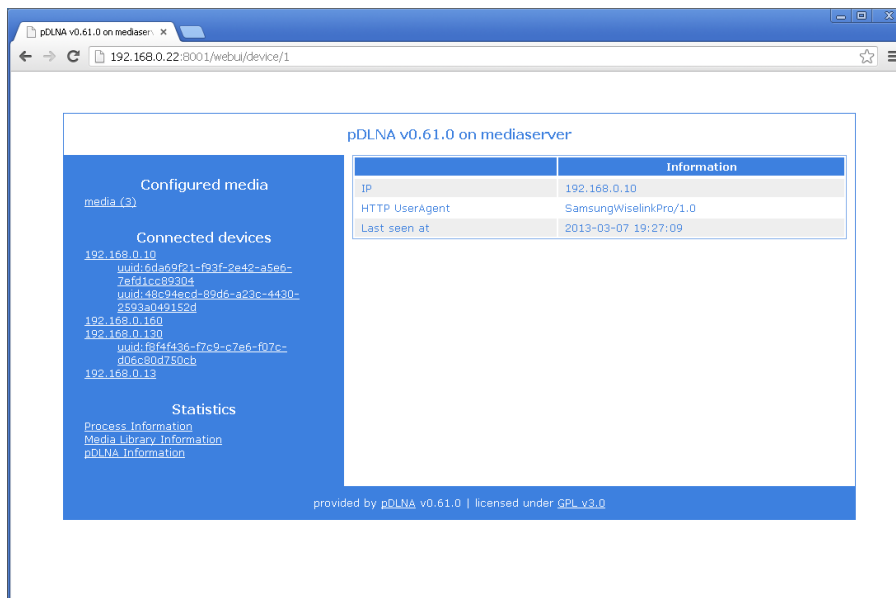 pDLNA v0.61.0 on mediaserv
192.168.0.22:8001/webui/device/1
pDLNA v0.61.0 on mediaserver
Configured media
media (3)
Connected devices
192.168.0.10
uuid:6da69f21-f93f-2e42-a5e6-
7efd1cc89304
uuid:48c94ecd-89d6-a23c-4430-
2593a049152d
192.168.0.160
192.168.0.130
uuid:f8f4f436-f7c9-c7e6-f07c-
d06c80d750cb
192.168.0.13
Statistics
Process Information
Media Library Information
pDLNA Information
Information
IP 192.168.0.10
HTTP UserAgent SamsungWiselinkPro/1.0
Last seen at 2013-03-07 19:27:09
provided by pDLNA v0.61.0 | licensed under GPL v3.0